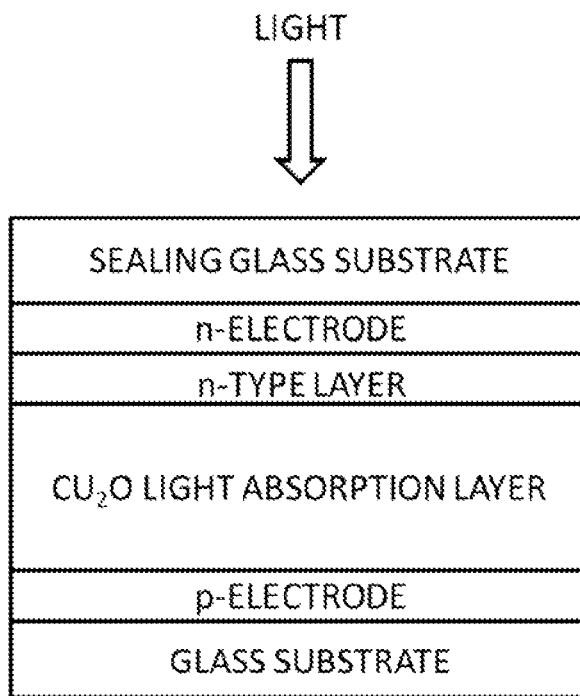 LIGHT
SEALING GLASS SUBSTRATE
n-ELECTRODE
n-TYPE LAYER
CU₂O LIGHT ABSORPTION LAYER
p-ELECTRODE
GLASS SUBSTRATE